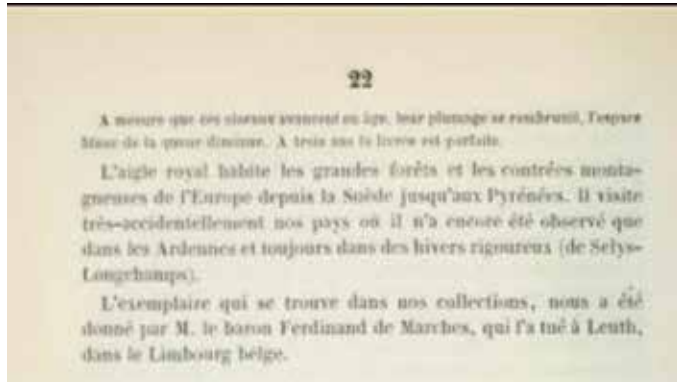 22
A mesure que ces oiseaux avancent en âge, leur plumage se rembrunit, l'espace
blanc de la queue diminue. A trois ans la livrée est parfaite.
L'aigle royal habite les grandes forêts et les contrées monta-
gneuses de l'Europe depuis la Suède jusqu'aux Pyrénées. Il visite
très-accidentellement nos pays où il n'a encore été observé que
dans les Ardennes et toujours dans des hivers rigoureux (de Selys-
Longchamps).
L'exemplaire qui se trouve dans nos collections, nous a été
donné par M. le baron Ferdinand de Marches, qui l'a tué à Leuth,
dans le Limbourg belge.